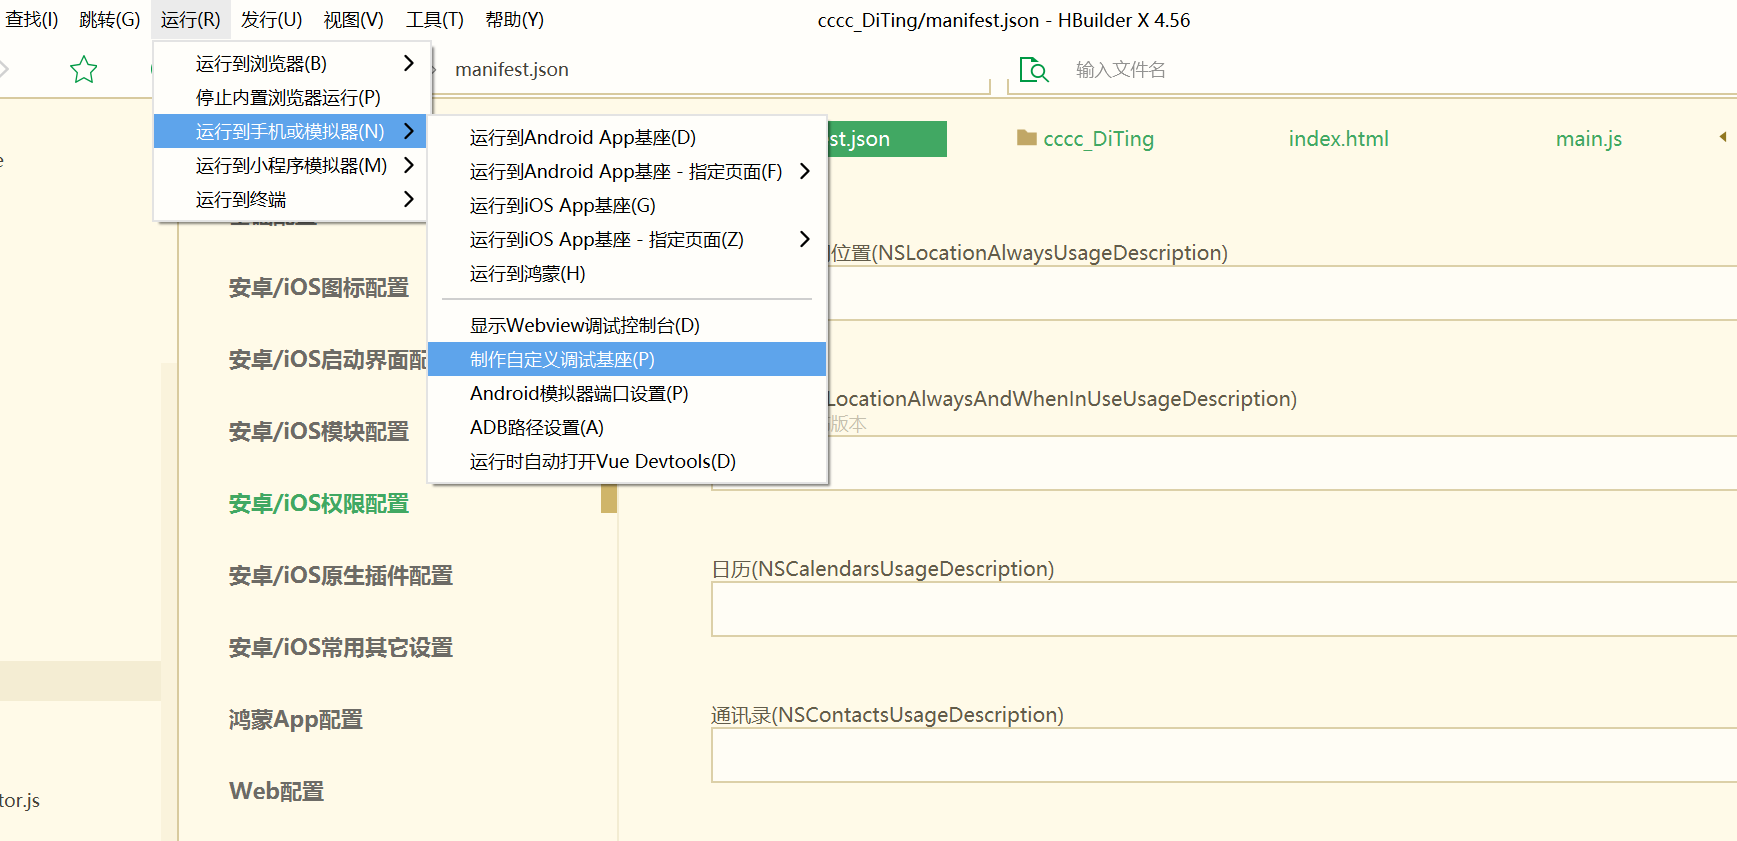 查找(I) 跳转(G) 运行(R) 发行(U) 视图(V) 工具(T) 帮助(Y) cccc_DiTing/manifest.json - HBuilder X 4.56
manifest.json 输入文件名
运行到浏览器(B)
停止内置浏览器运行(P)
运行到手机或模拟器(N)
运行到小程序模拟器(M)
运行到终端
运行到Android App基座(D)
运行到Android App基座 - 指定页面(F)
运行到iOS App基座(G)
运行到iOS App基座 - 指定页面(Z)
运行到鸿蒙(H)
显示Webview调试控制台(D)
制作自定义调试基座(P)
Android模拟器端口设置(P)
ADB路径设置(A)
运行时自动打开Vue Devtools(D)
st.json cccc_DiTing index.html main.js
安卓/iOS图标配置
安卓/iOS启动界面配
安卓/iOS模块配置
安卓/iOS权限配置
安卓/iOS原生插件配置
安卓/iOS常用其它设置
鸿蒙App配置
Web配置
tor.js
位置(NSLocationAlwaysUsageDescription)
LocationAlwaysAndWhenInUseUsageDescription)
版本
日历(NSCalendarsUsageDescription)
通讯录(NSContactsUsageDescription)